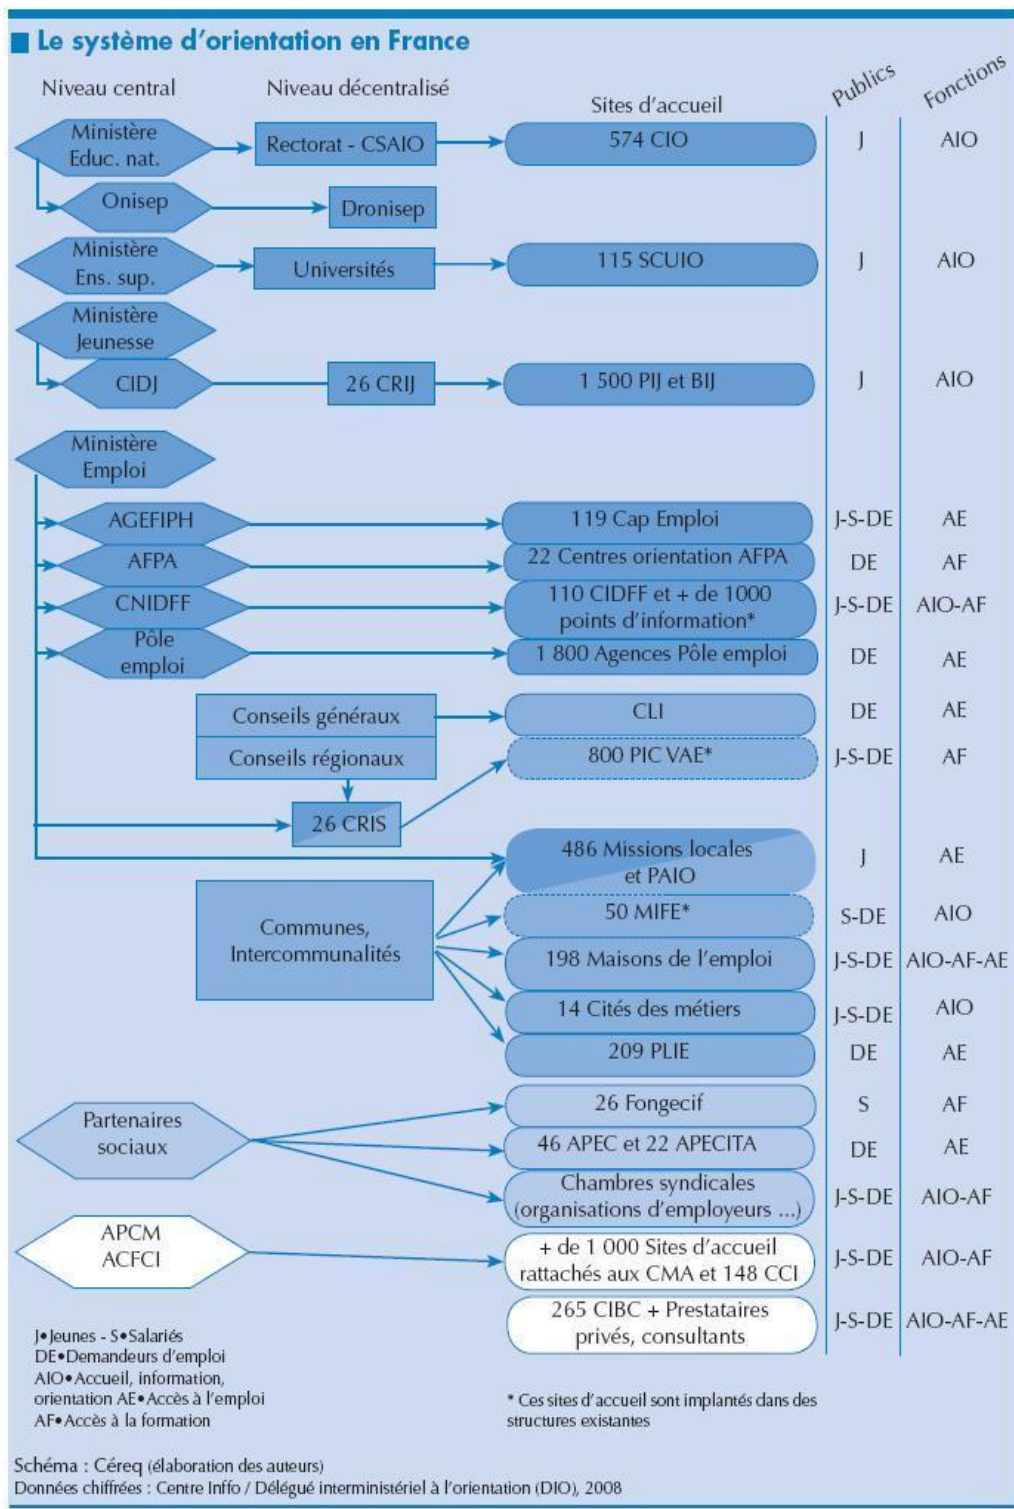 Le système d'orientation en France
Niveau central
Niveau décentralisé
Sites d'accueil
Publics
Fonctions
Ministère
Educ. nat.
Rectorat - CSAIO
574 CIO
J
AIO
Onisep
Dronisep
Ministère
Ens. sup.
Universités
115 SCUIO
J
AIO
Ministère
Jeunesse
CIDJ
26 CRIJ
1 500 PIJ et BIJ
J
AIO
Ministère
Emploi
AGEFIPH
119 Cap Emploi
J-S-DE
AE
AFPA
22 Centres orientation AFPA
DE
AF
CNIDFF
110 CIDFF et + de 1000
points d'information*
J-S-DE
AIO-AF
Pôle
emploi
1 800 Agences Pôle emploi
DE
AE
Conseils généraux
CLI
DE
AE
Conseils régionaux
800 PIC VAE*
J-S-DE
AF
26 CRIS
486 Missions locales
et PAIO
J
AE
Communes,
Intercommunalités
50 MIFE*
S-DE
AIO
198 Maisons de l'emploi
J-S-DE
AIO-AF-AE
14 Cités des métiers
J-S-DE
AIO
209 PLIE
DE
AE
Partenaires
sociaux
26 Fongecif
S
AF
46 APEC et 22 APECITA
DE
AE
Chambres syndicales
(organisations d'employeurs ...)
J-S-DE
AIO-AF
APCM
ACFCI
+ de 1 000 Sites d'accueil
rattachés aux CMA et 148 CCI
J-S-DE
AIO-AF
265 CIBC + Prestataires
privés, consultants
J-S-DE
AIO-AF-AE
J•Jeunes - S•Salariés
DE•Demandeurs d'emploi
AIO•Accueil, information,
orientation AE•Accès à l'emploi
AF•Accès à la formation
* Ces sites d'accueil sont implantés dans des
structures existantes
Schéma : Céreq (élaboration des auteurs)
Données chiffrées : Centre Inffo / Délégué interministériel à l'orientation (DIO), 2008